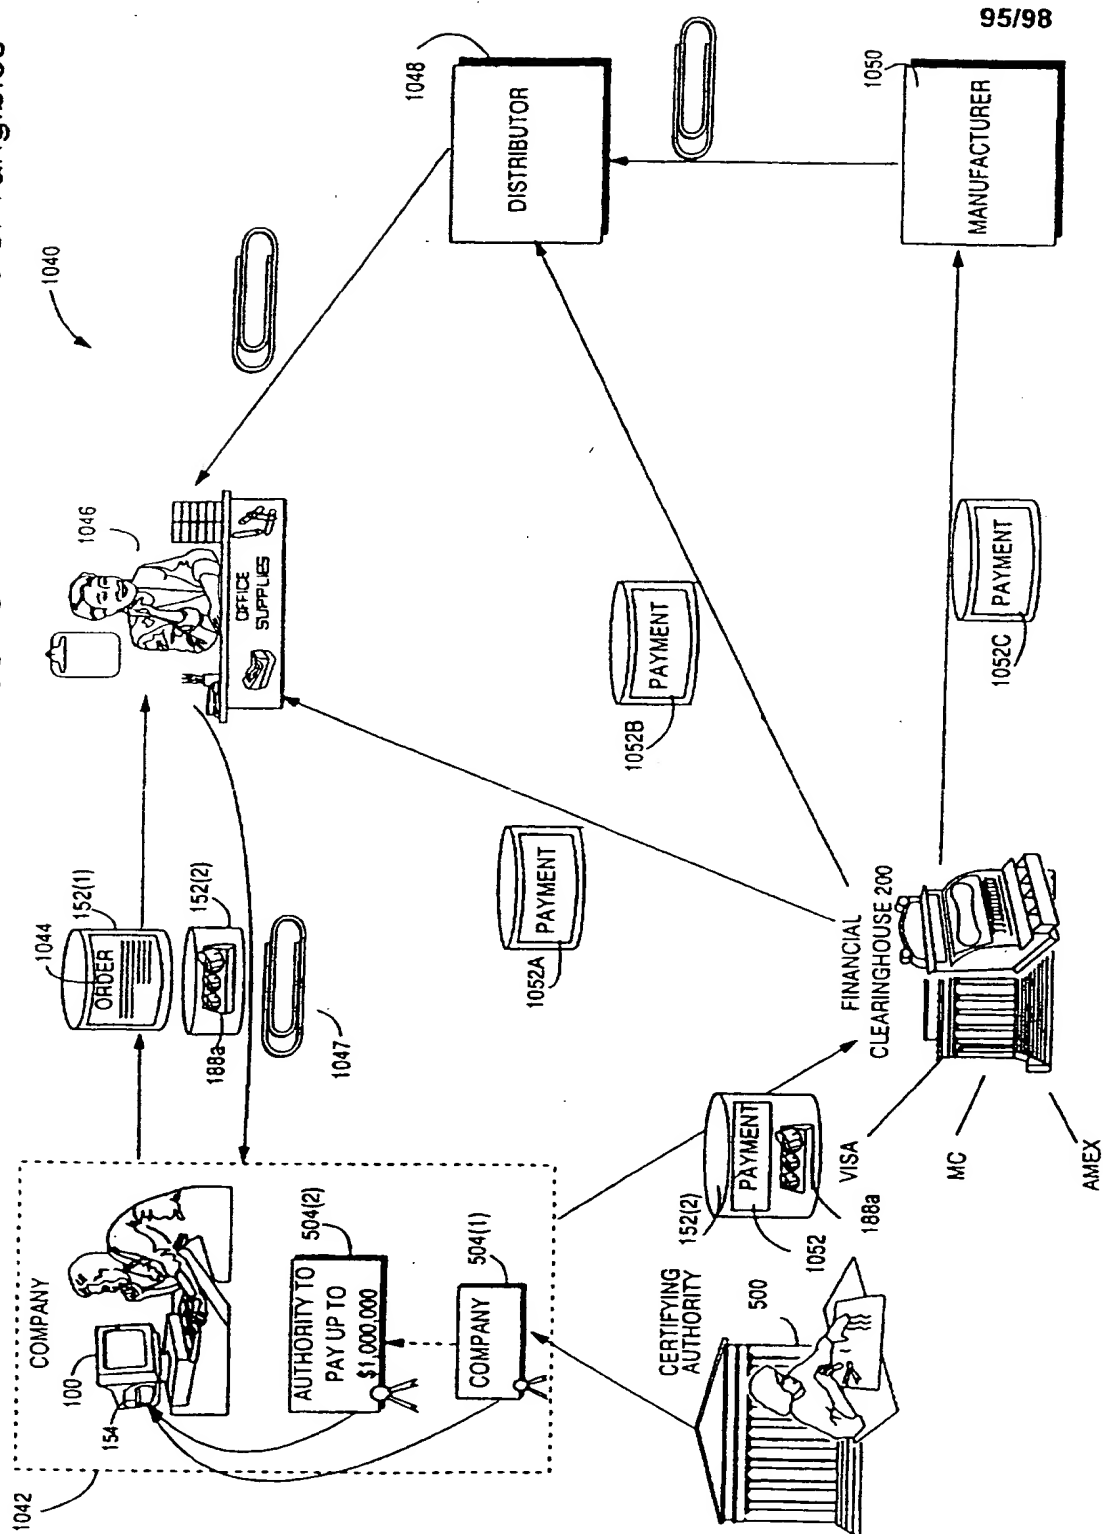 95/98
1040
COMPANY
1042
100
154
AUTHORITY TO
PAY UP TO
$1,000,000
504(2)
COMPANY
504(1)
1044
ORDER
152(1)
152(2)
188a
1047
1046
OFFICE
SUPPLIES
1048
DISTRIBUTOR
1050
MANUFACTURER
PAYMENT
1052A
PAYMENT
1052B
PAYMENT
1052C
CERTIFYING
AUTHORITY
500
152(2)
PAYMENT
1052
188a
FINANCIAL
CLEARINGHOUSE 200
VISA
MC
AMEX